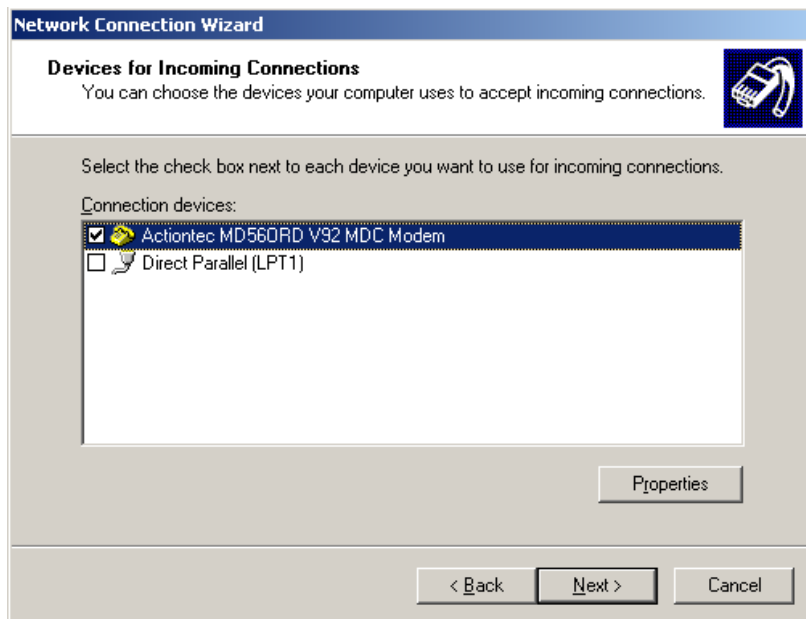 Network Connection Wizard
Devices for Incoming Connections
You can choose the devices your computer uses to accept incoming connections.
Select the check box next to each device you want to use for incoming connections.
Connection devices:
Actiontec MD560RD V92 MDC Modem
Direct Parallel (LPT1)
Properties
< Back Next > Cancel